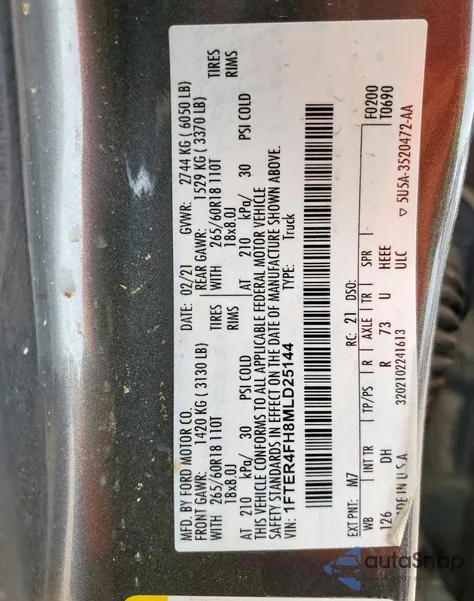 MFD. BY FORD MOTOR CO.
DATE: 02/21 GVWR: 2744 KG ( 6050 LB)
FRONT GAWR: 1420 KG ( 3130 LB)
REAR GAWR: 1529 KG ( 3370 LB)
WITH 265/60R18 110T TIRES
WITH 265/60R18 110T TIRES
18x8.0J RIMS
18x8.0J RIMS
AT 210 kPa/ 30 PSI COLD
AT 210 kPa/ 30 PSI COLD
THIS VEHICLE CONFORMS TO ALL APPLICABLE FEDERAL MOTOR VEHICLE
SAFETY STANDARDS IN EFFECT ON THE DATE OF MANUFACTURE SHOWN ABOVE.
VIN: 1FTER4FH8MLD25144
TYPE: Truck
F0200
T0690
EXT PNT: M7 RC: 21 DSO:
WB INT TR TP/PS R AXLE TR SPR
126 DH R 73 U HEEE
ULC
MADE IN U.S.A. 3202102241613 ▽ 5U5A-3520472-AA
autoSnap